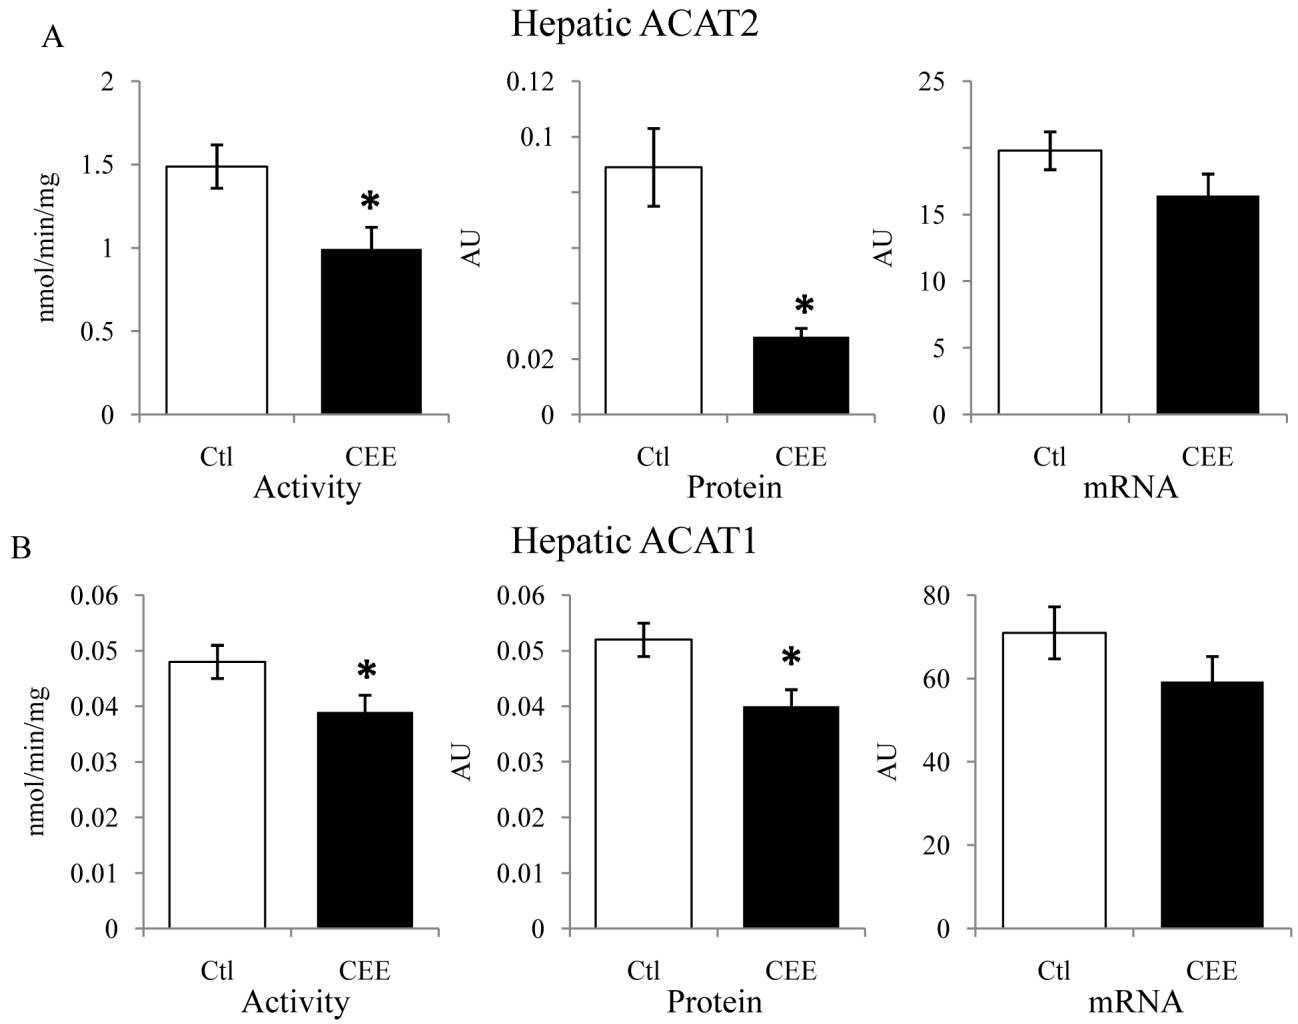 A
Hepatic ACAT2
2
1.5
1
0.5
0
nmol/min/mg
*
Ctl
CEE
Activity
0.12
0.1
0.02
0
AU
*
Ctl
CEE
Protein
25
15
10
5
0
AU
Ctl
CEE
mRNA
B
Hepatic ACAT1
0.06
0.05
0.04
0.03
0.02
0.01
0
nmol/min/mg
*
Ctl
CEE
Activity
0.06
0.05
0.04
0.03
0.02
0.01
0
AU
*
Ctl
CEE
Protein
80
60
40
20
0
AU
Ctl
CEE
mRNA